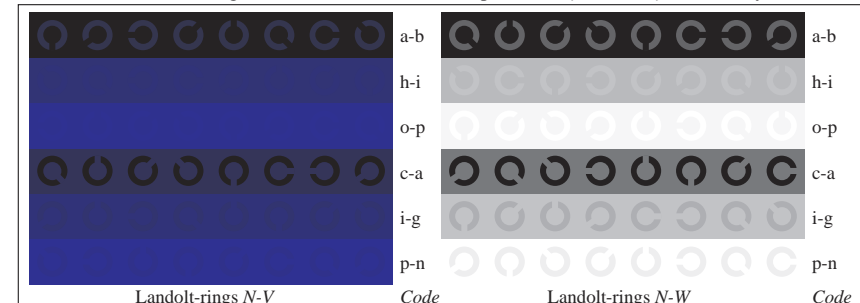 a-b a-b
h-i h-i
o-p o-p
c-a c-a
i-g i-g
p-n p-n
Landolt-rings N-V Code Landolt-rings N-W Code